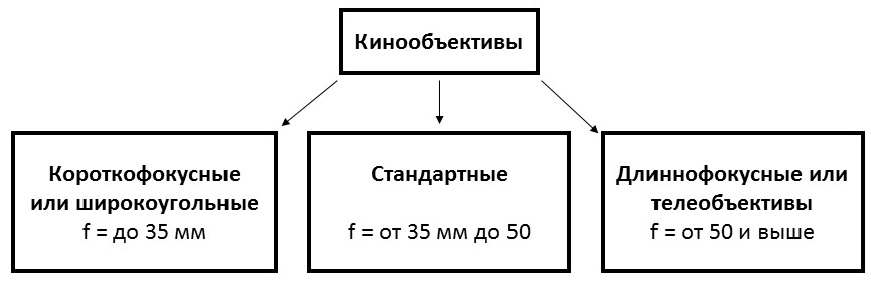 Кинообъективы
Короткофокусные
или широкоугольные
f = до 35 мм
Стандартные
f = от 35 мм до 50
Длиннофокусные или
телеобъективы
f = от 50 и выше